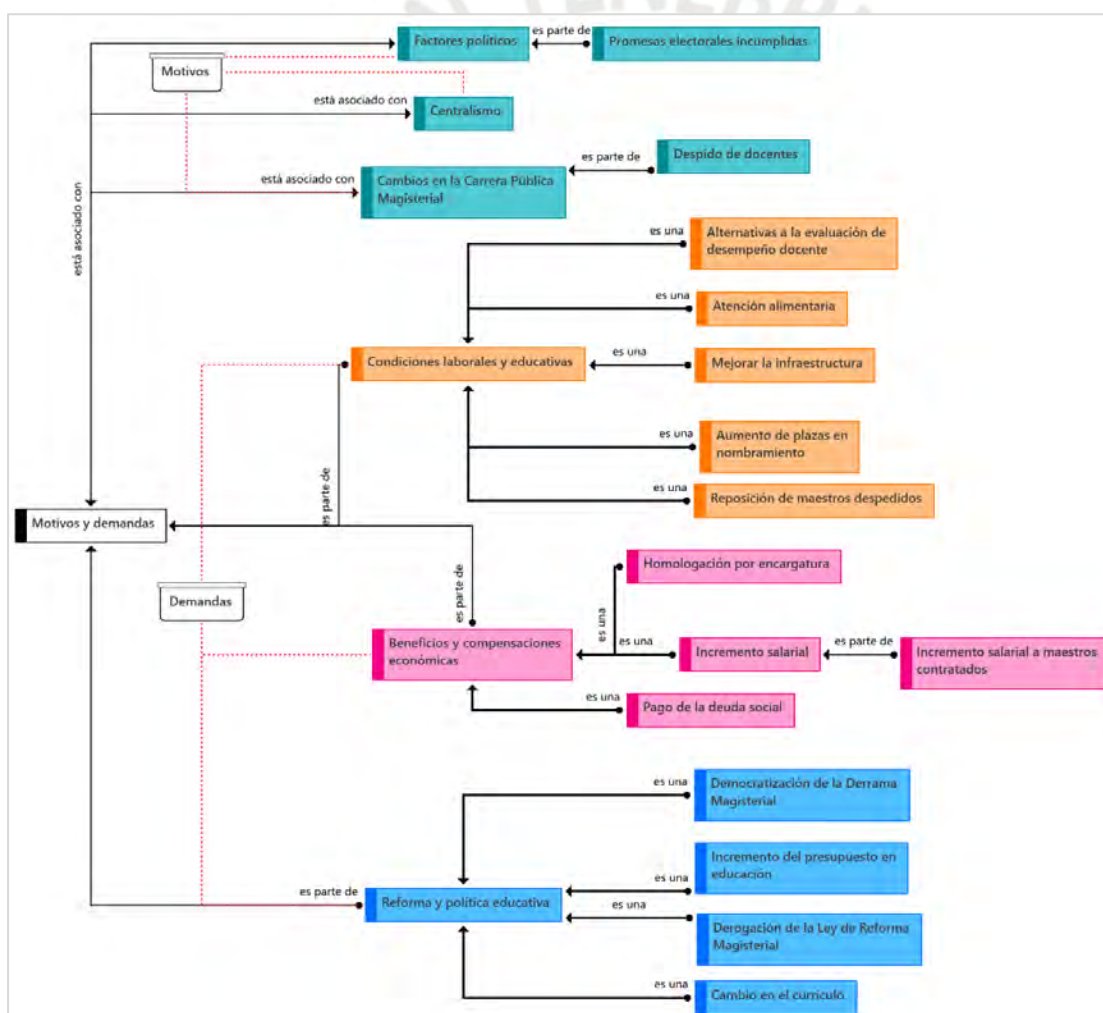 TENEBR
Factores políticos
es parte de
Promesas electorales incumplidas
Motivos
está asociado con
Centralismo
está asociado con
Cambios en la Carrera Pública
Magisterial
es parte de
Despido de docentes
está asociado con
es una
Alternativas a la evaluación de
desempeño docente
es una
Atención alimentaria
Condiciones laborales y educativas
es una
Mejorar la infraestructura
es una
Aumento de plazas en
nombramiento
es una
Reposición de maestros despedidos
es parte de
Motivos y demandas
Demandas
es parte de
Homologación por encargatura
es una
Beneficios y compensaciones
económicas
es una
Incremento salarial
es parte de
Incremento salarial a maestros
contratados
es una
Pago de la deuda social
es una
Democratización de la Derrama
Magisterial
es parte de
Reforma y política educativa
es una
Incremento del presupuesto en
educación
es una
Derogación de la Ley de Reforma
Magisterial
es una
Cambio en el currículo